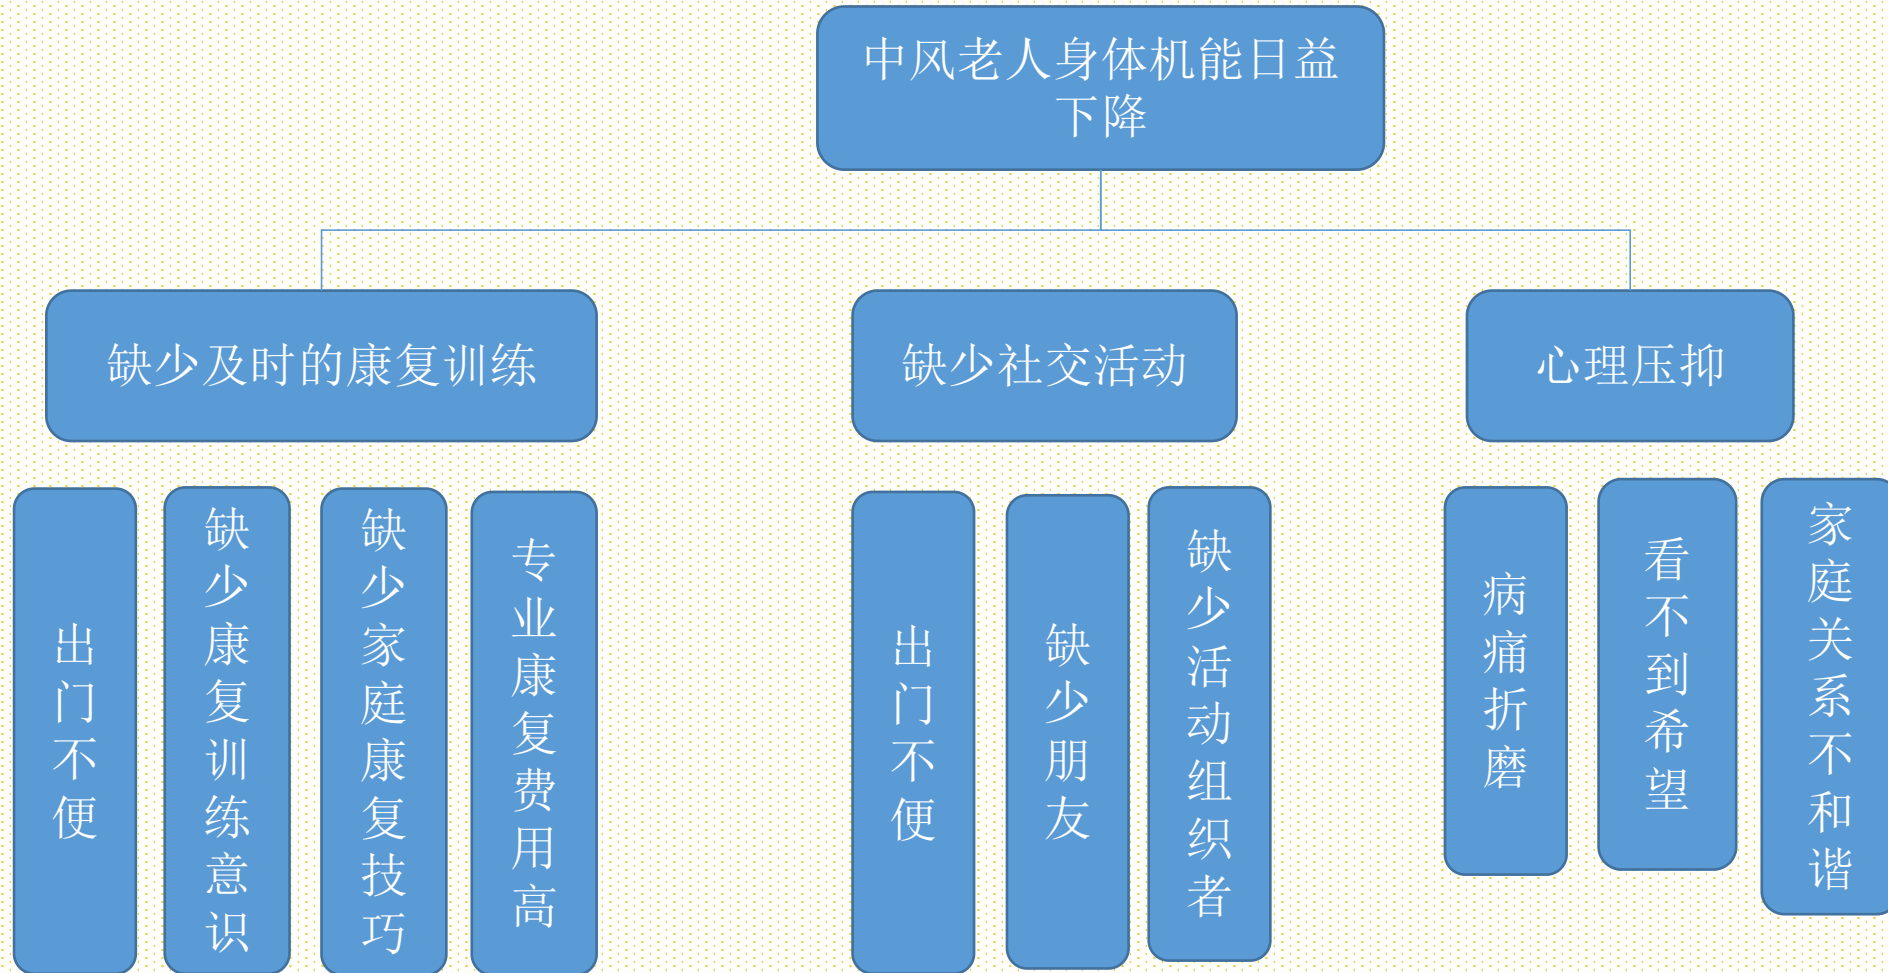 中风老人身体机能日益
下降
缺少及时的康复训练
缺少社交活动
心理压抑
出门不便
缺少康复训练意识
缺少家庭康复技巧
专业康复费用高
出门不便
缺少朋友
缺少活动组织者
病痛折磨
看不到希望
家庭关系不和谐